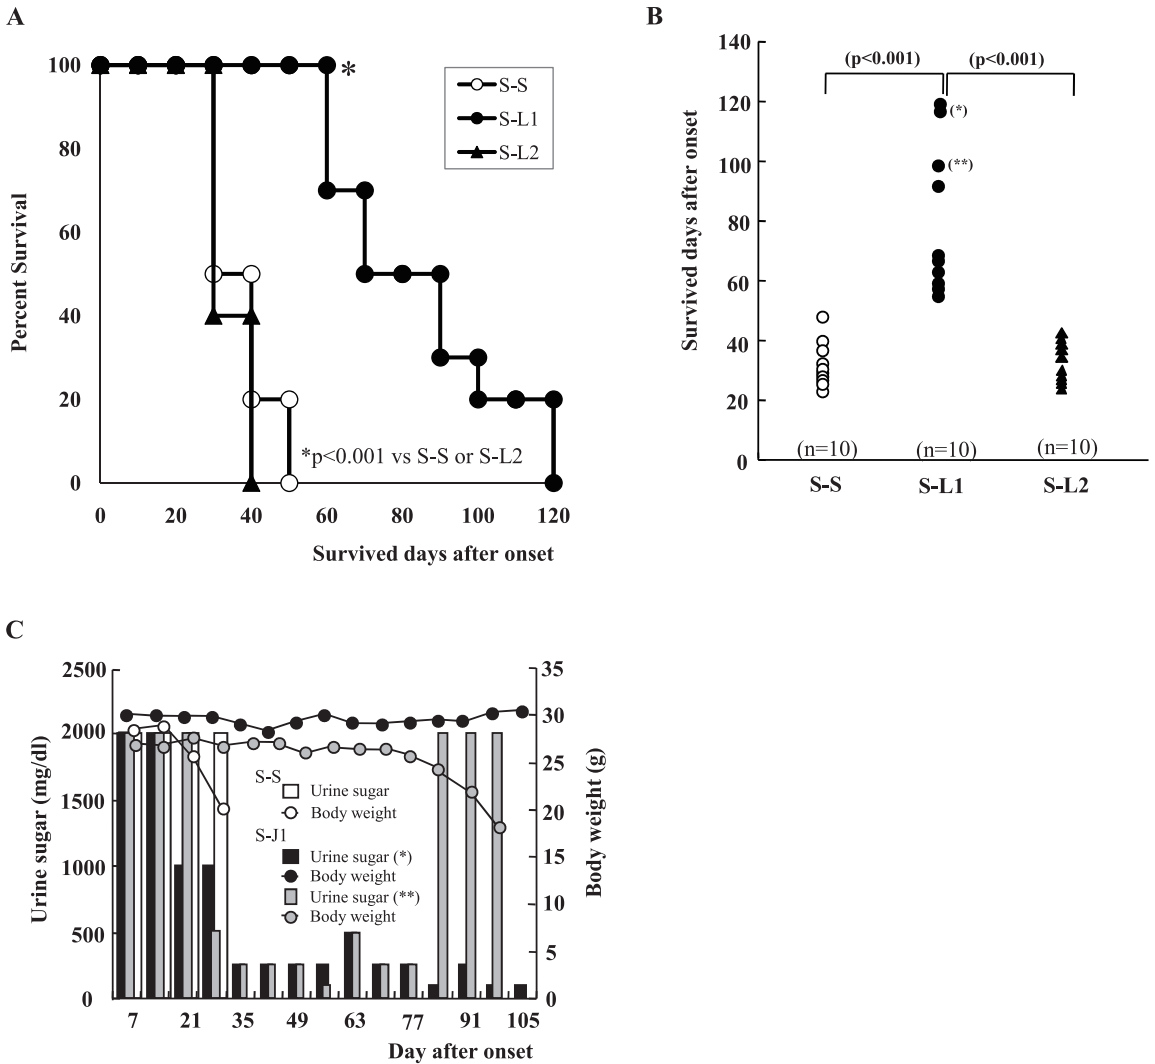 A
100
80
60
40
20
0
Percent Survival
S-S
S-L1
S-L2
*
*p<0.001 vs S-S or S-L2
0 20 40 60 80 100 120
Survived days after onset
B
140
120
100
80
60
40
20
0
Survived days after onset
(p<0.001) (p<0.001)
(*)
(**)
(n=10) (n=10) (n=10)
S-S S-L1 S-L2
C
2500
2000
1500
1000
500
0
Urine sugar (mg/dl)
35
30
25
20
15
10
5
0
Body weight (g)
S-S
Urine sugar
Body weight
S-J1
Urine sugar (*)
Body weight
Urine sugar (**)
Body weight
7 21 35 49 63 77 91 105
Day after onset